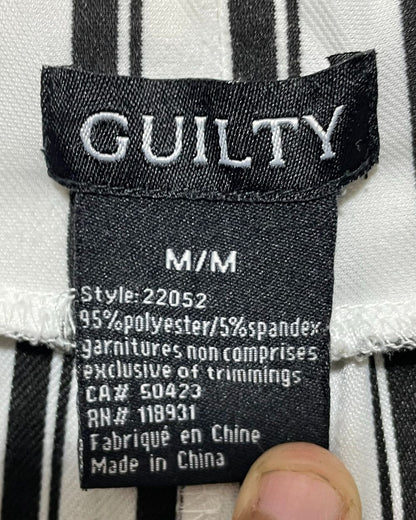 GUILTY
M/M
Style:22052
95%polyester/5%spandex
garnitures non comprises
exclusive of trimmings
CA# 50423
RN# 118931
Fabriqué en Chine
Made in China